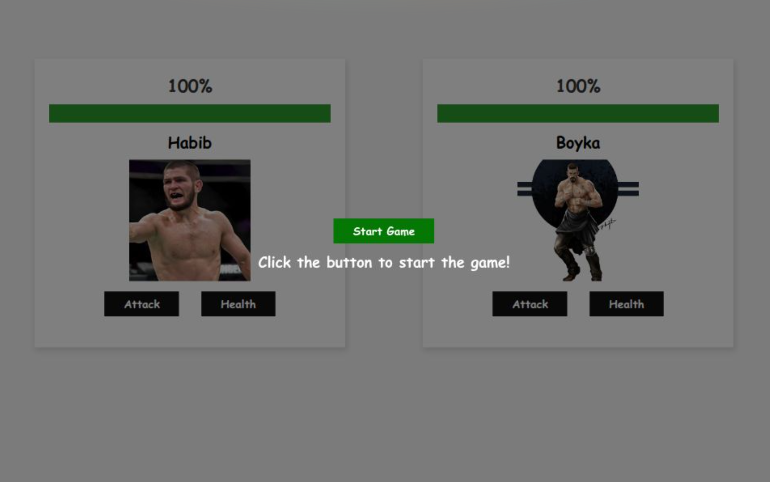 100%
Habib
Attack
Health
Start Game
Click the button to start the game!
100%
Boyka
Attack
Health